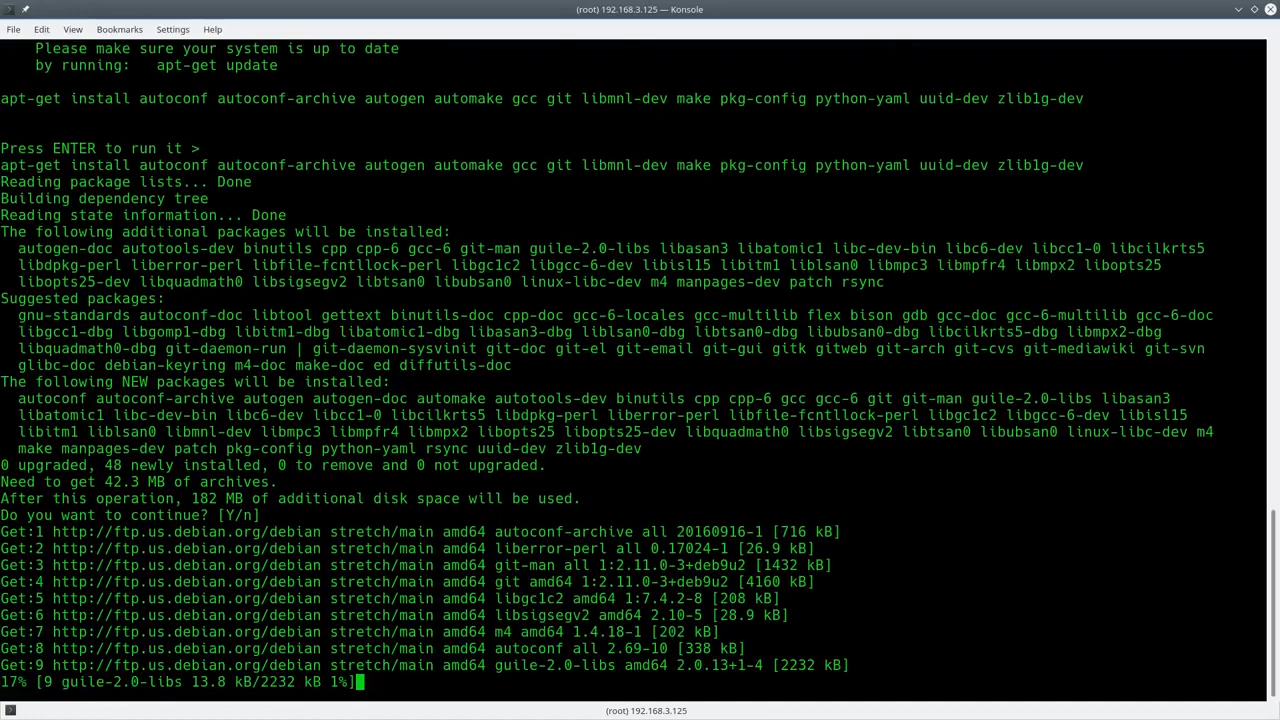 (root) 192.168.3.125 — Konsole
File Edit View Bookmarks Settings Help
Please make sure your system is up to date
by running: apt-get update
apt-get install autoconf autoconf-archive autogen automake gcc git libmnl-dev make pkg-config python-yaml uuid-dev zlib1g-dev
Press ENTER to run it >
apt-get install autoconf autoconf-archive autogen automake gcc git libmnl-dev make pkg-config python-yaml uuid-dev zlib1g-dev
Reading package lists... Done
Building dependency tree
Reading state information... Done
The following additional packages will be installed:
autogen-doc autotools-dev binutils cpp cpp-6 gcc-6 git-man guile-2.0-libs libasan3 libatomic1 libc-dev-bin libc6-dev libcc1-0 libcilkrts5
libdpkg-perl liberror-perl libfile-fcntllock-perl libgc1c2 libgcc-6-dev libisl15 libitm1 liblsan0 libmpc3 libmpfr4 libmpx2 libopts25
libopts25-dev libquadmath0 libsigsegv2 libtsan0 libubsan0 linux-libc-dev m4 manpages-dev patch rsync
Suggested packages:
gnu-standards autoconf-doc libtool gettext binutils-doc cpp-doc gcc-6-locales gcc-multilib flex bison gdb gcc-doc gcc-6-multilib gcc-6-doc
libgcc1-dbg libgomp1-dbg libitm1-dbg libatomic1-dbg libasan3-dbg liblsan0-dbg libtsan0-dbg libubsan0-dbg libcilkrts5-dbg libmpx2-dbg
libquadmath0-dbg git-daemon-run | git-daemon-sysvinit git-doc git-el git-email git-gui gitk gitweb git-arch git-cvs git-mediawiki git-svn
glibc-doc debian-keyring m4-doc make-doc ed diffutils-doc
The following NEW packages will be installed:
autoconf autoconf-archive autogen autogen-doc automake autotools-dev binutils cpp cpp-6 gcc gcc-6 git git-man guile-2.0-libs libasan3
libatomic1 libc-dev-bin libc6-dev libcc1-0 libcilkrts5 libdpkg-perl liberror-perl libfile-fcntllock-perl libgc1c2 libgcc-6-dev libisl15
libitm1 liblsan0 libmnl-dev libmpc3 libmpfr4 libmpx2 libopts25 libopts25-dev libquadmath0 libsigsegv2 libtsan0 libubsan0 linux-libc-dev m4
make manpages-dev patch pkg-config python-yaml rsync uuid-dev zlib1g-dev
0 upgraded, 48 newly installed, 0 to remove and 0 not upgraded.
Need to get 42.3 MB of archives.
After this operation, 182 MB of additional disk space will be used.
Do you want to continue? [Y/n]
Get:1 http://ftp.us.debian.org/debian stretch/main amd64 autoconf-archive all 20160916-1 [716 kB]
Get:2 http://ftp.us.debian.org/debian stretch/main amd64 liberror-perl all 0.17024-1 [26.9 kB]
Get:3 http://ftp.us.debian.org/debian stretch/main amd64 git-man all 1:2.11.0-3+deb9u2 [1432 kB]
Get:4 http://ftp.us.debian.org/debian stretch/main amd64 git amd64 1:2.11.0-3+deb9u2 [4160 kB]
Get:5 http://ftp.us.debian.org/debian stretch/main amd64 libgc1c2 amd64 1:7.4.2-8 [208 kB]
Get:6 http://ftp.us.debian.org/debian stretch/main amd64 libsigsegv2 amd64 2.10-5 [28.9 kB]
Get:7 http://ftp.us.debian.org/debian stretch/main amd64 m4 amd64 1.4.18-1 [202 kB]
Get:8 http://ftp.us.debian.org/debian stretch/main amd64 autoconf all 2.69-10 [338 kB]
Get:9 http://ftp.us.debian.org/debian stretch/main amd64 guile-2.0-libs amd64 2.0.13+1-4 [2232 kB]
17% [9 guile-2.0-libs 13.8 kB/2232 kB 1%]
(root) 192.168.3.125